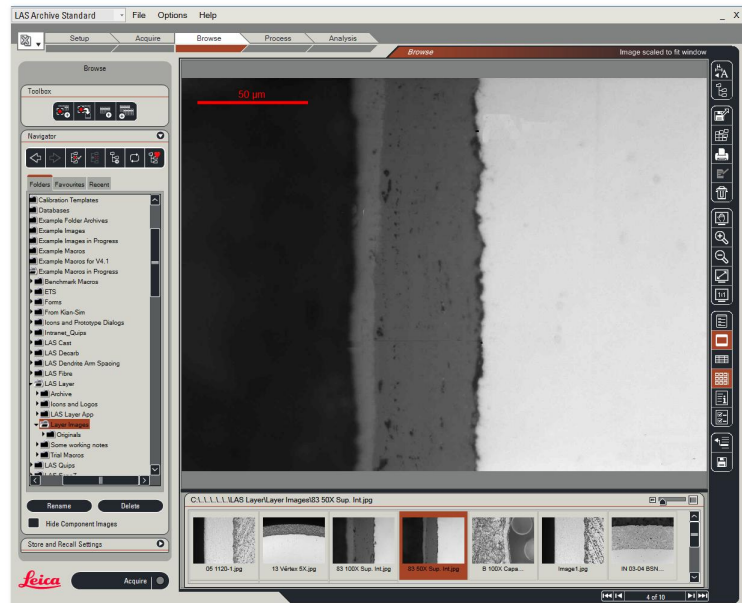 LAS Archive Standard File Options Help _ X
Setup Acquire Browse Process Analysis
Browse Image scaled to fit window
Browse
Toolbox
Navigator
Folders Favourites Recent
Calibration Templates
Databases
Example Folder Archives
Example Images
Example Images in Progress
Example Macros
Example Macros for V4.1
Example Macros in Progress
Benchmark Macros
ETS
Forms
From Kian-Sim
Icons and Prototype Dialogs
Intranet_Quips
LAS Cast
LAS Decarb
LAS Dendrite Arm Spacing
LAS Fibre
LAS Layer
Archive
Icons and Logos
LAS Layer App
Layer Images
Originals
Some working notes
Trial Macros
LAS Quips
Rename Delete
Hide Component Images
Store and Recall Settings
Leica
Acquire
50 µm
1:1
C:\..\..\..\..\LAS Layer\Layer Images\83 50X Sup. Int.jpg
05 1120-1.jpg 13 Vértex 5X.jpg 83 100X Sup. Int.jpg 83 50X Sup. Int.jpg B 100X Capa... Image1.jpg IN 03-04 BSN...
4 of 10